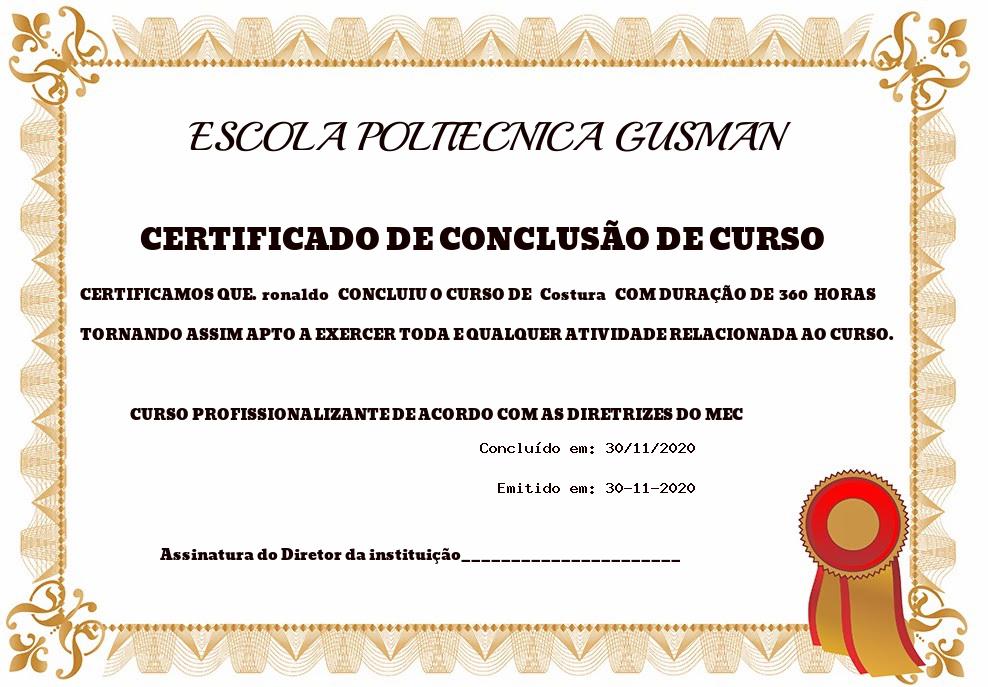 ESCOLA POLITECNICA GUSMAN
CERTIFICADO DE CONCLUSÃO DE CURSO
CERTIFICAMOS QUE. ronaldo CONCLUIU O CURSO DE Costura COM DURAÇÃO DE 360 HORAS
TORNANDO ASSIM APTO A EXERCER TODA E QUALQUER ATIVIDADE RELACIONADA AO CURSO.
CURSO PROFISSIONALIZANTE DE ACORDO COM AS DIRETRIZES DO MEC
Concluído em: 30/11/2020
Emitido em: 30-11-2020
Assinatura do Diretor da instituição______________________